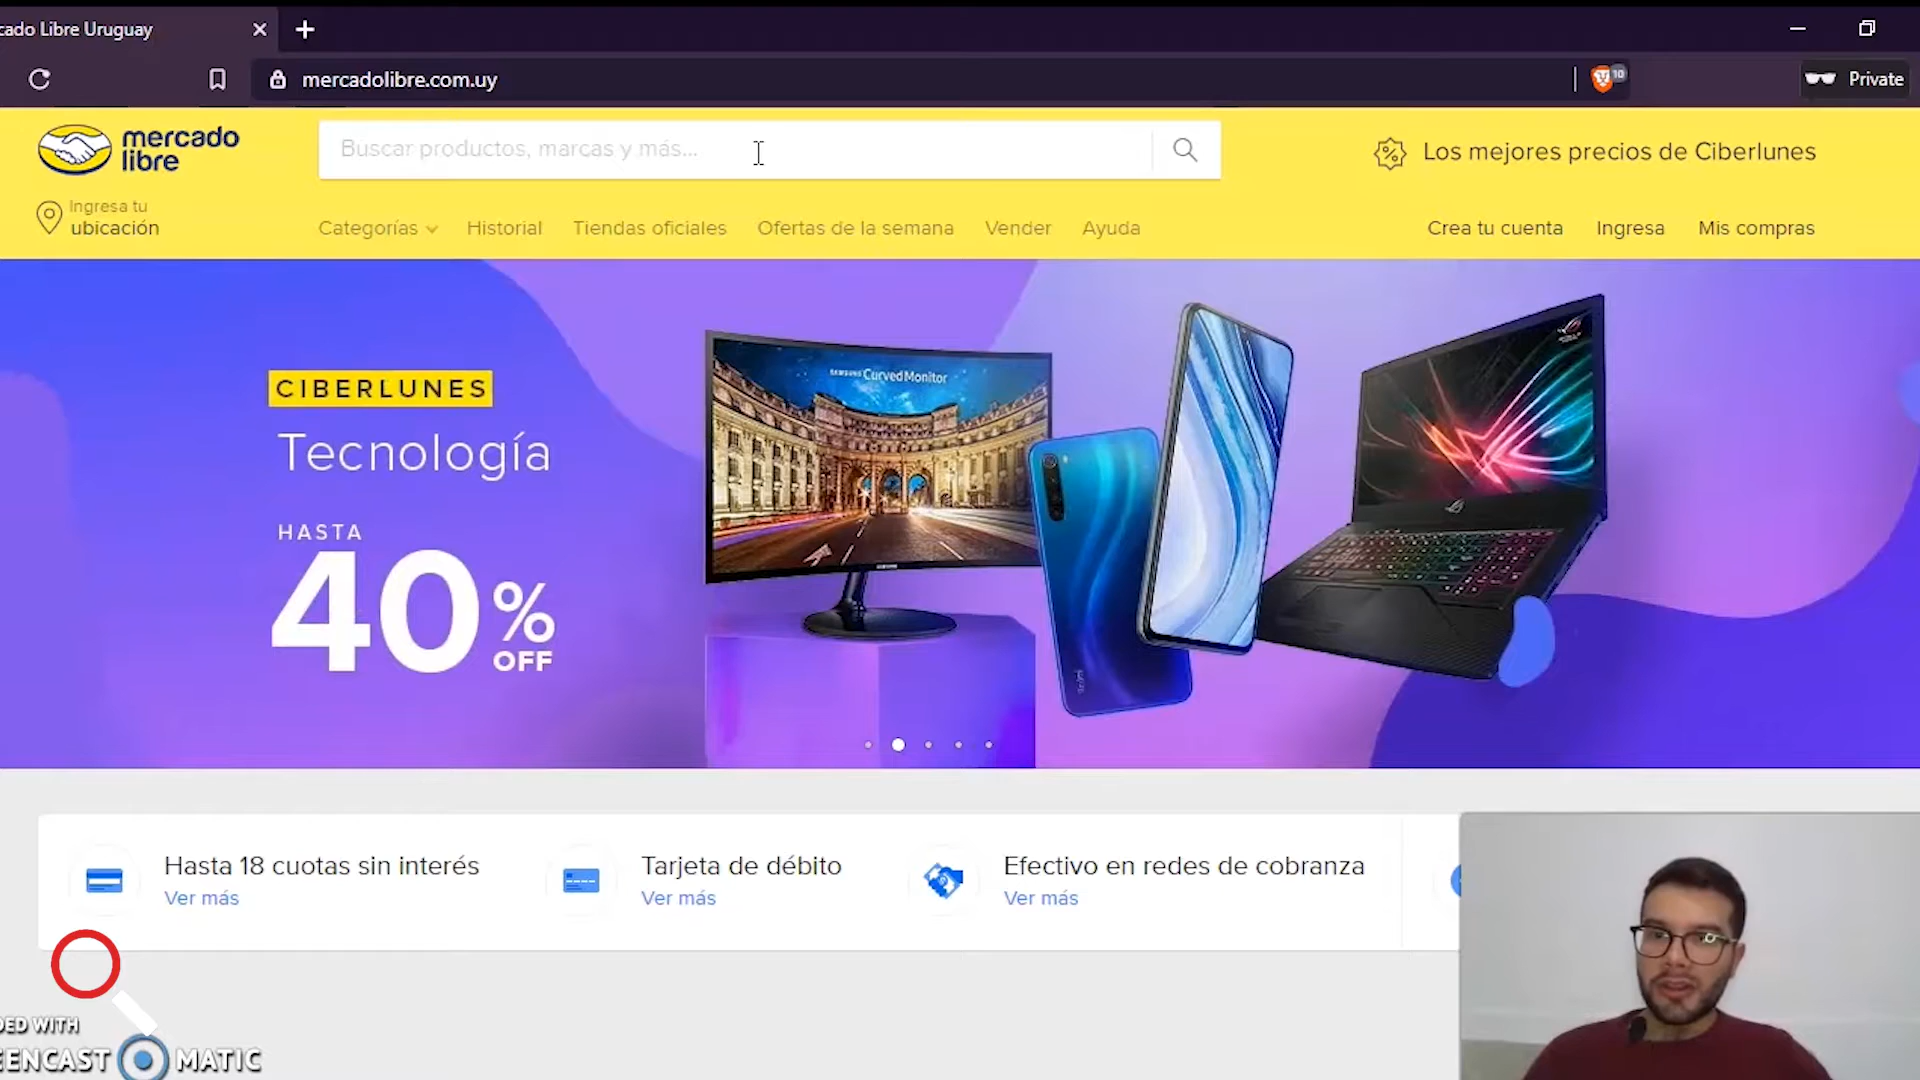 cado Libre Uruguay
mercadolibre.com.uy
10
Private
mercado
libre
Buscar productos, marcas y más...
Los mejores precios de Ciberlunes
Ingresa tu
ubicación
Categorías
Historial
Tiendas oficiales
Ofertas de la semana
Vender
Ayuda
Crea tu cuenta
Ingresa
Mis compras
CIBERLUNES
Tecnología
HASTA
40%
OFF
SAMSUNG Curved Monitor
Hasta 18 cuotas sin interés
Ver más
Tarjeta de débito
Ver más
Efectivo en redes de cobranza
Ver más
DED WITH
EENCAST MATIC